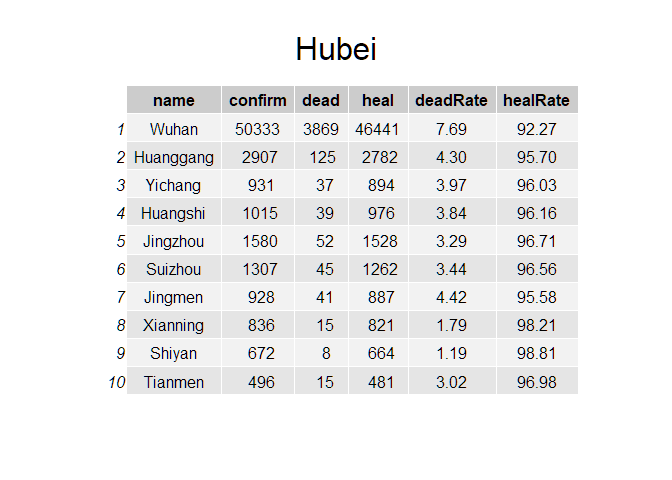 Hubei
name confirm dead heal deadRate healRate
1 Wuhan 50333 3869 46441 7.69 92.27
2 Huanggang 2907 125 2782 4.30 95.70
3 Yichang 931 37 894 3.97 96.03
4 Huangshi 1015 39 976 3.84 96.16
5 Jingzhou 1580 52 1528 3.29 96.71
6 Suizhou 1307 45 1262 3.44 96.56
7 Jingmen 928 41 887 4.42 95.58
8 Xianning 836 15 821 1.79 98.21
9 Shiyan 672 8 664 1.19 98.81
10 Tianmen 496 15 481 3.02 96.98